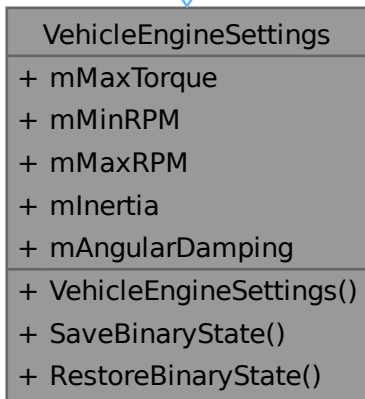 VehicleEngineSettings
+ mMaxTorque
+ mMinRPM
+ mMaxRPM
+ mInertia
+ mAngularDamping
+ VehicleEngineSettings()
+ SaveBinaryState()
+ RestoreBinaryState()